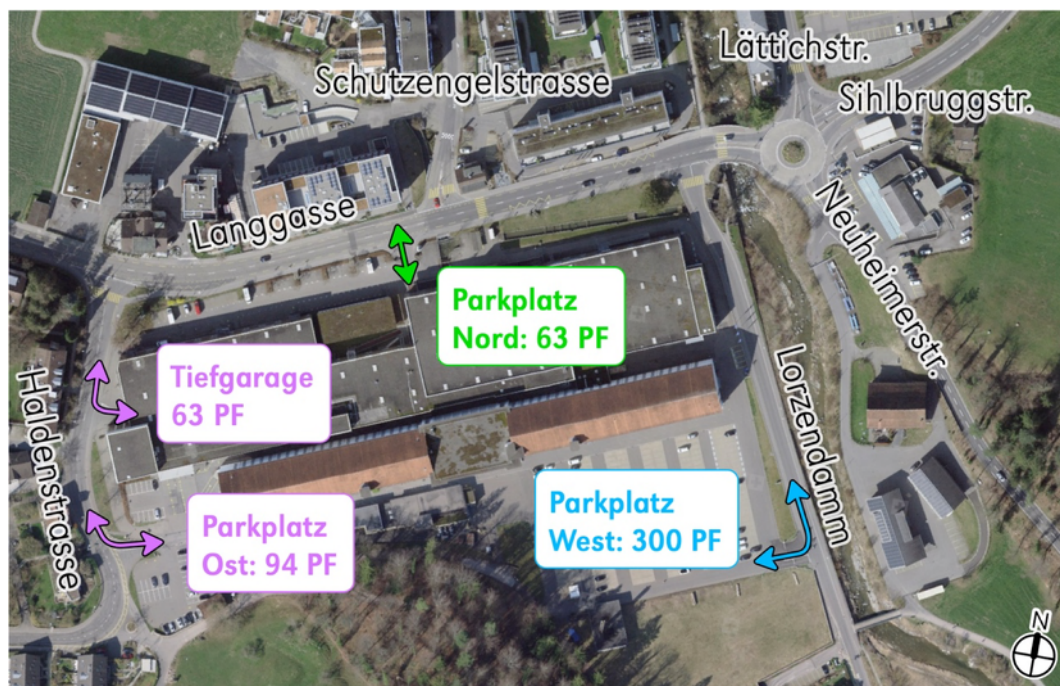 Lättichstr.
Schutzengelstrasse
Sihlbruggstr.
Langgasse
Neuheimerstr.
Parkplatz
Nord: 63 PF
Tiefgarage
63 PF
Haldenstrasse
Lorzendamm
Parkplatz
West: 300 PF
Parkplatz
Ost: 94 PF
N